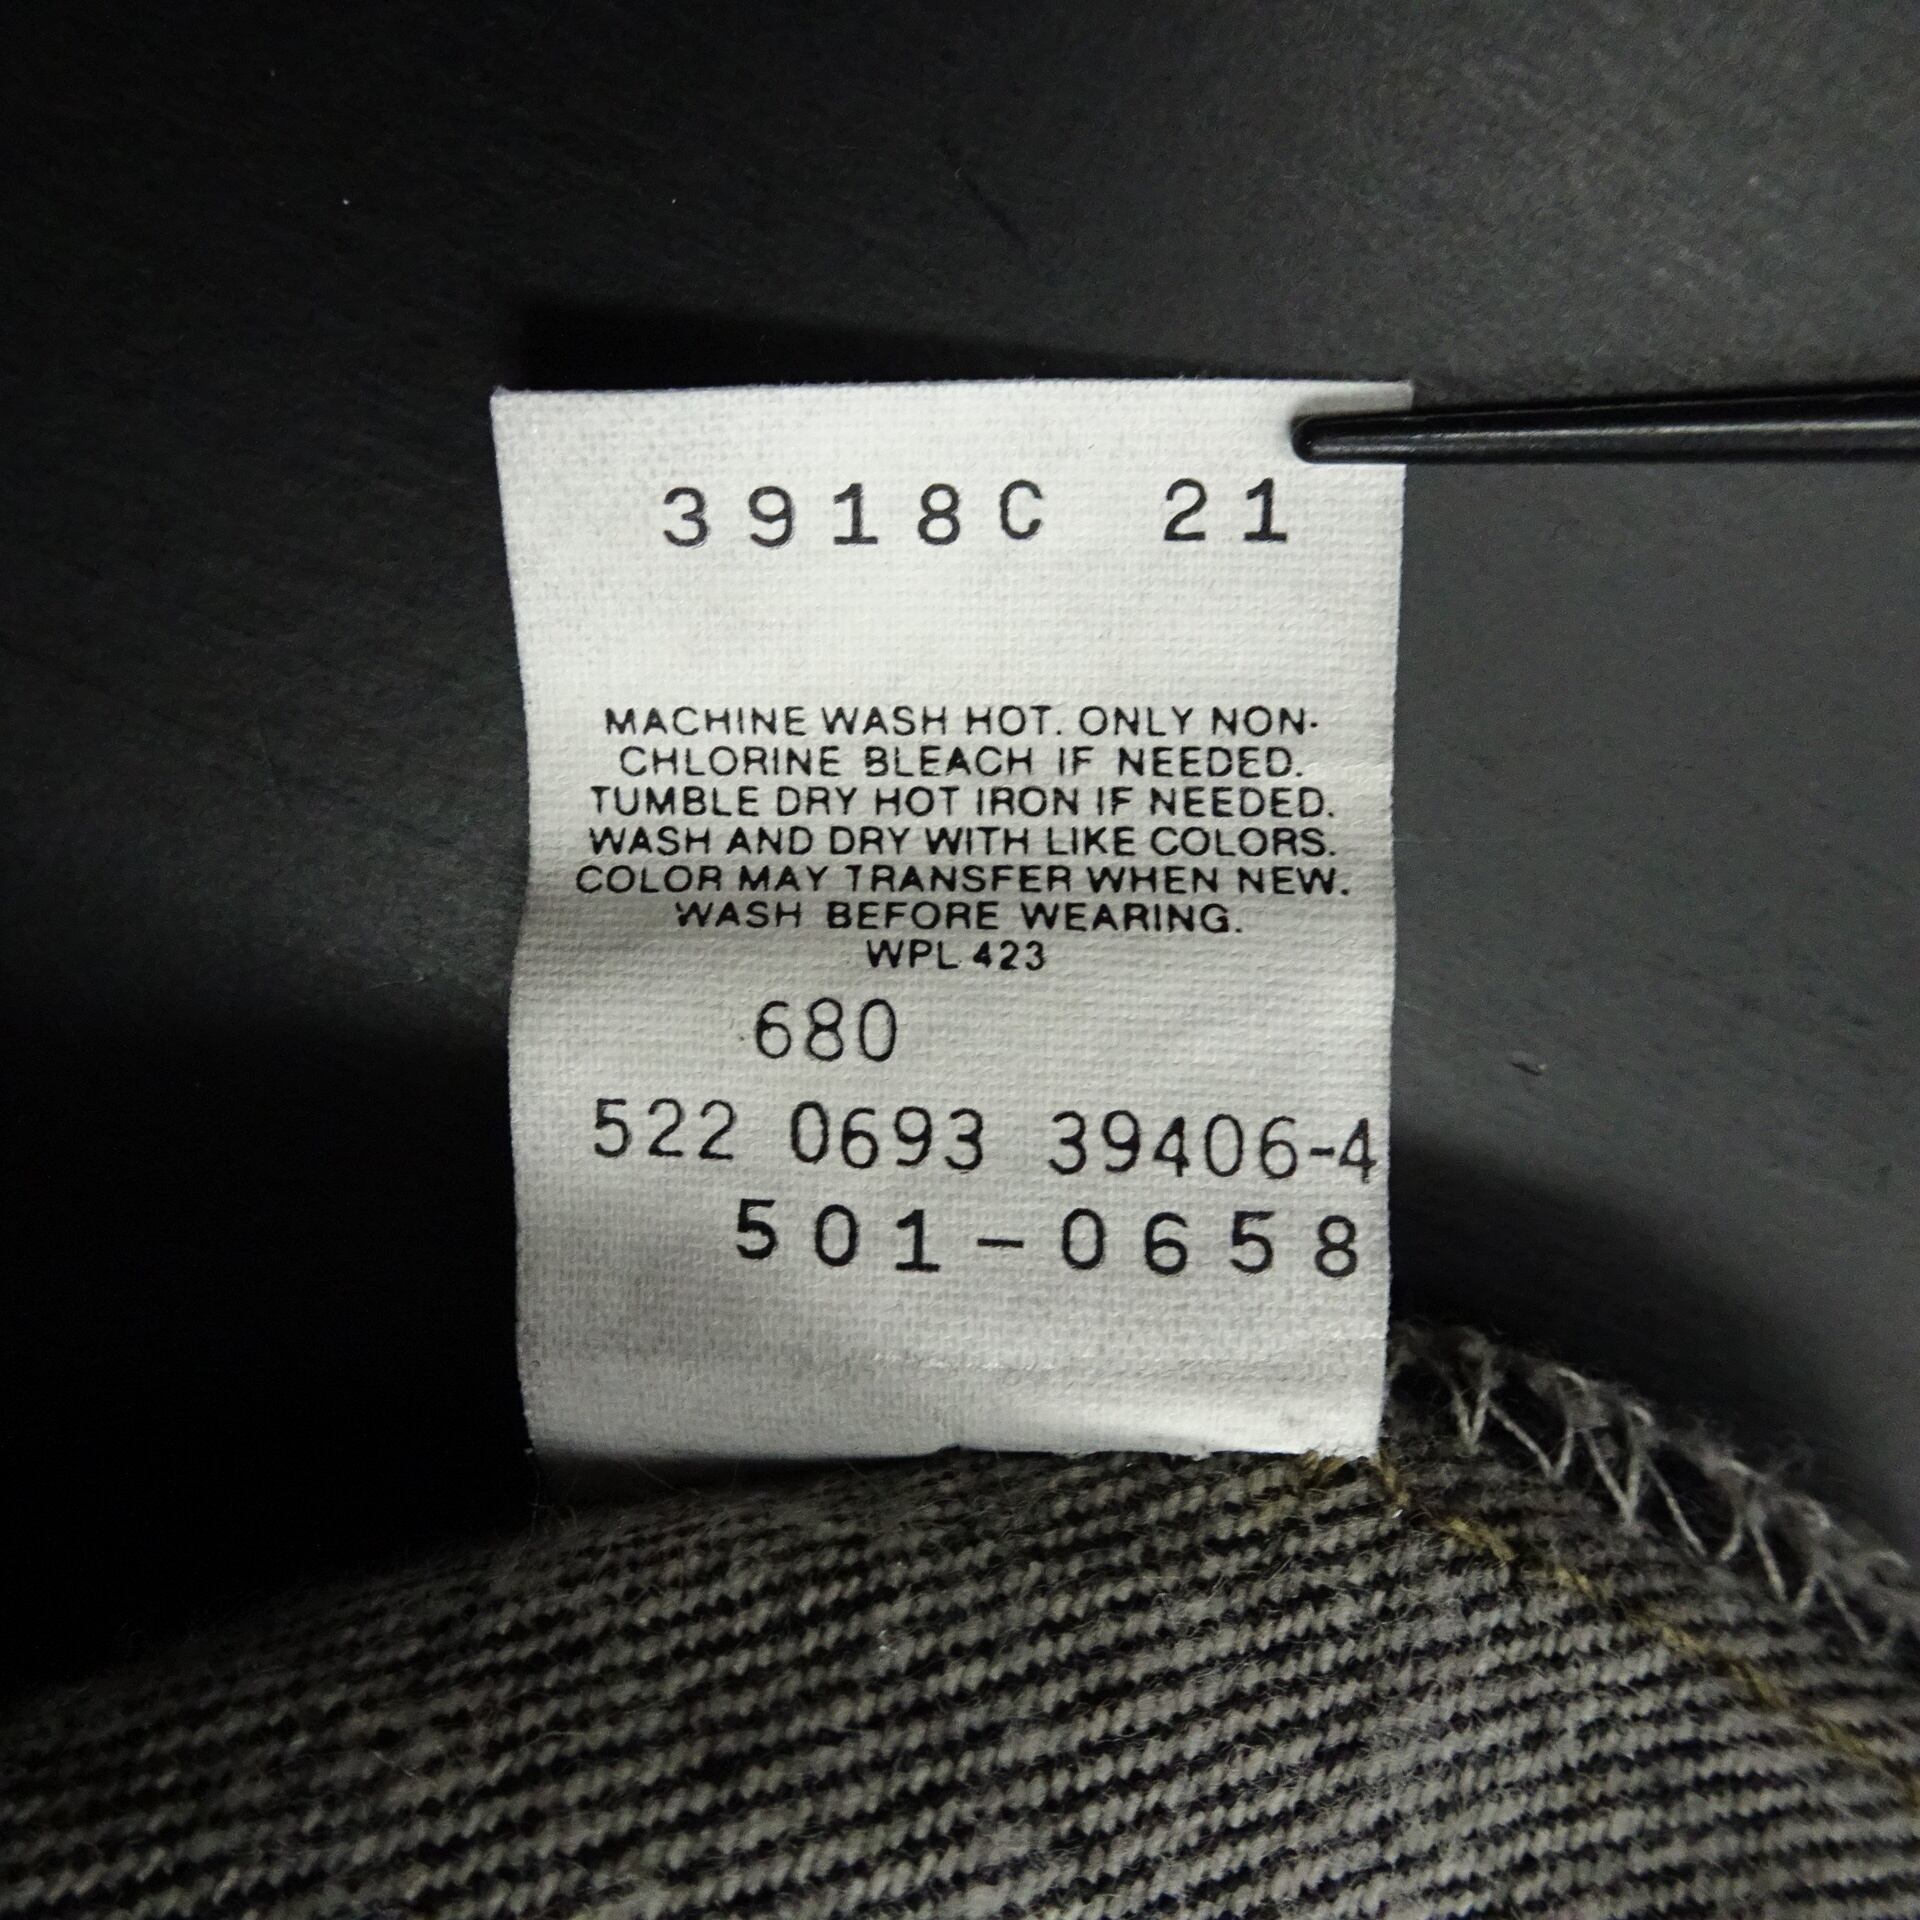 3918C 21
MACHINE WASH HOT. ONLY NON-
CHLORINE BLEACH IF NEEDED.
TUMBLE DRY HOT IRON IF NEEDED.
WASH AND DRY WITH LIKE COLORS.
COLOR MAY TRANSFER WHEN NEW.
WASH BEFORE WEARING.
WPL 423
680
522 0693 39406-4
501-0658